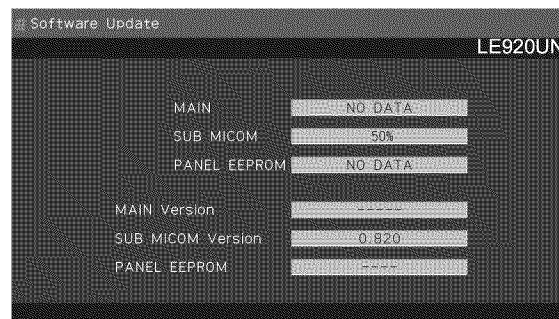 Software Update
LE920UN
MAIN NO DATA
SUB MICOM 50%
PANEL EEPROM NO DATA
MAIN Version -----
SUB MICOM Version 0.820
PANEL EEPROM ----